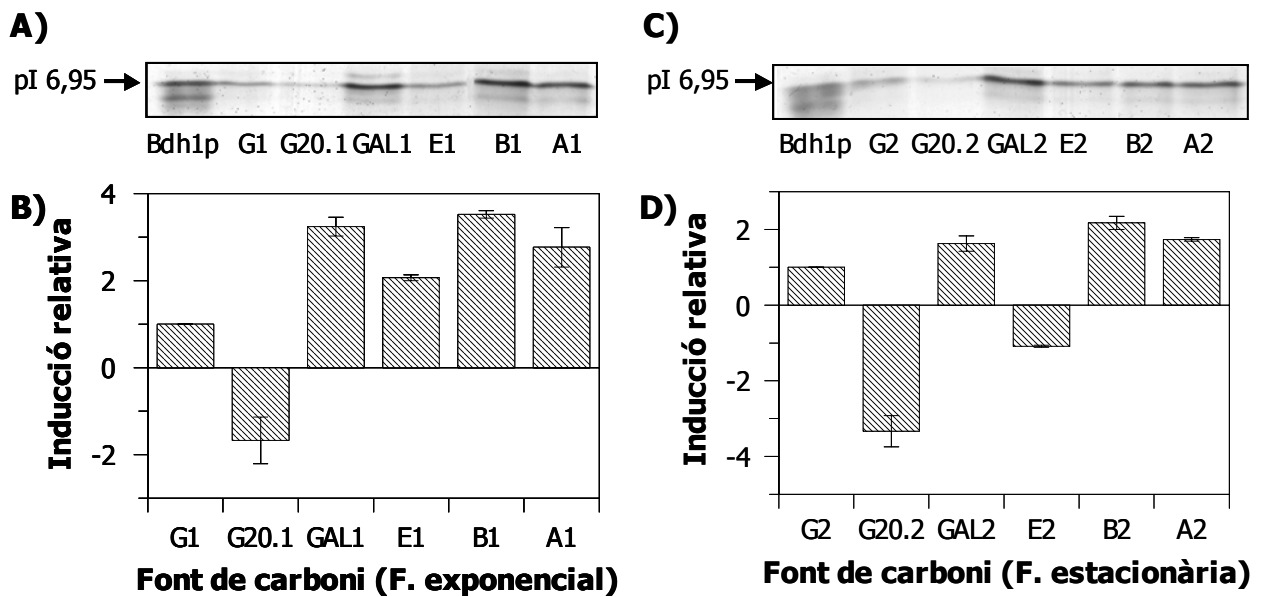 A)
pI 6,95
Bdh1p G1 G20.1 GAL1 E1 B1 A1
B)
Inducció relativa
4
2
0
-2
G1 G20.1 GAL1 E1 B1 A1
Font de carboni (F. exponencial)
C)
pI 6,95
Bdh1p G2 G20.2 GAL2 E2 B2 A2
D)
Inducció relativa
2
0
-2
-4
G2 G20.2 GAL2 E2 B2 A2
Font de carboni (F. estacionària)